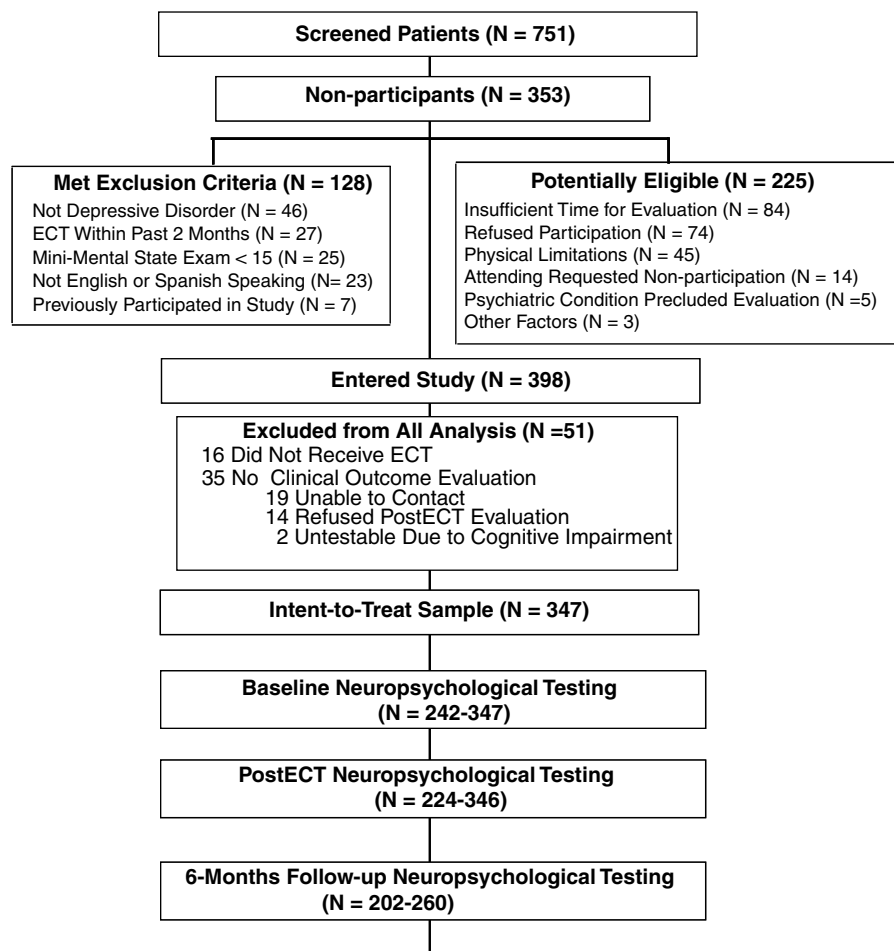 Screened Patients (N = 751)
Non-participants (N = 353)
Met Exclusion Criteria (N = 128)
Not Depressive Disorder (N = 46)
ECT Within Past 2 Months (N = 27)
Mini-Mental State Exam < 15 (N = 25)
Not English or Spanish Speaking (N= 23)
Previously Participated in Study (N = 7)
Potentially Eligible (N = 225)
Insufficient Time for Evaluation (N = 84)
Refused Participation (N = 74)
Physical Limitations (N = 45)
Attending Requested Non-participation (N = 14)
Psychiatric Condition Precluded Evaluation (N =5)
Other Factors (N = 3)
Entered Study (N = 398)
Excluded from All Analysis (N =51)
16 Did Not Receive ECT
35 No Clinical Outcome Evaluation
19 Unable to Contact
14 Refused PostECT Evaluation
2 Untestable Due to Cognitive Impairment
Intent-to-Treat Sample (N = 347)
Baseline Neuropsychological Testing
(N = 242-347)
PostECT Neuropsychological Testing
(N = 224-346)
6-Months Follow-up Neuropsychological Testing
(N = 202-260)